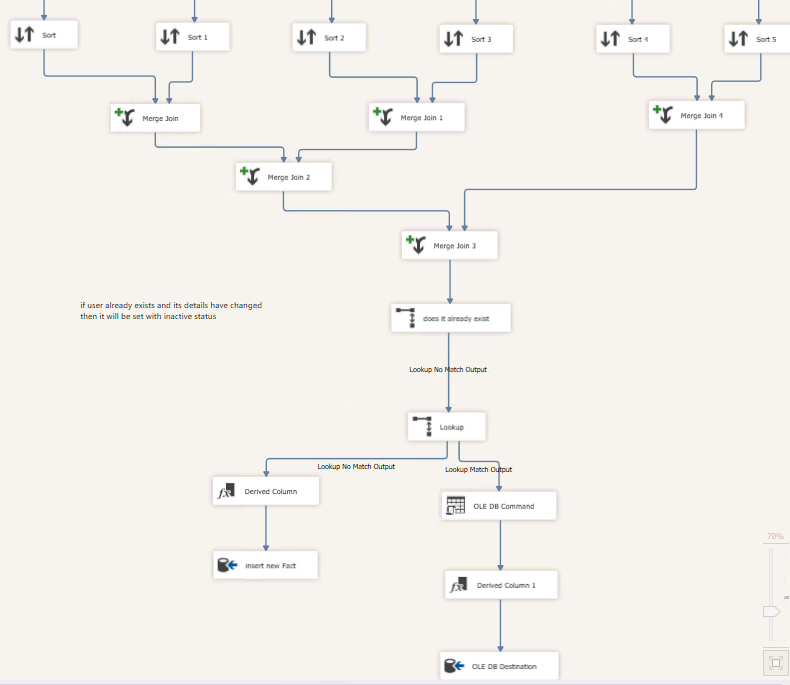 Sort
Sort 1
Sort 2
Sort 3
Sort 4
Sort 5
Merge Join
Merge Join 1
Merge Join 4
Merge Join 2
Merge Join 3
if user already exists and its details have changed
then it will be set with inactive status
does it already exist
Lookup No Match Output
Lookup
Lookup No Match Output
Lookup Match Output
Derived Column
OLE DB Command
70%
insert new Fact
Derived Column 1
OLE DB Destination